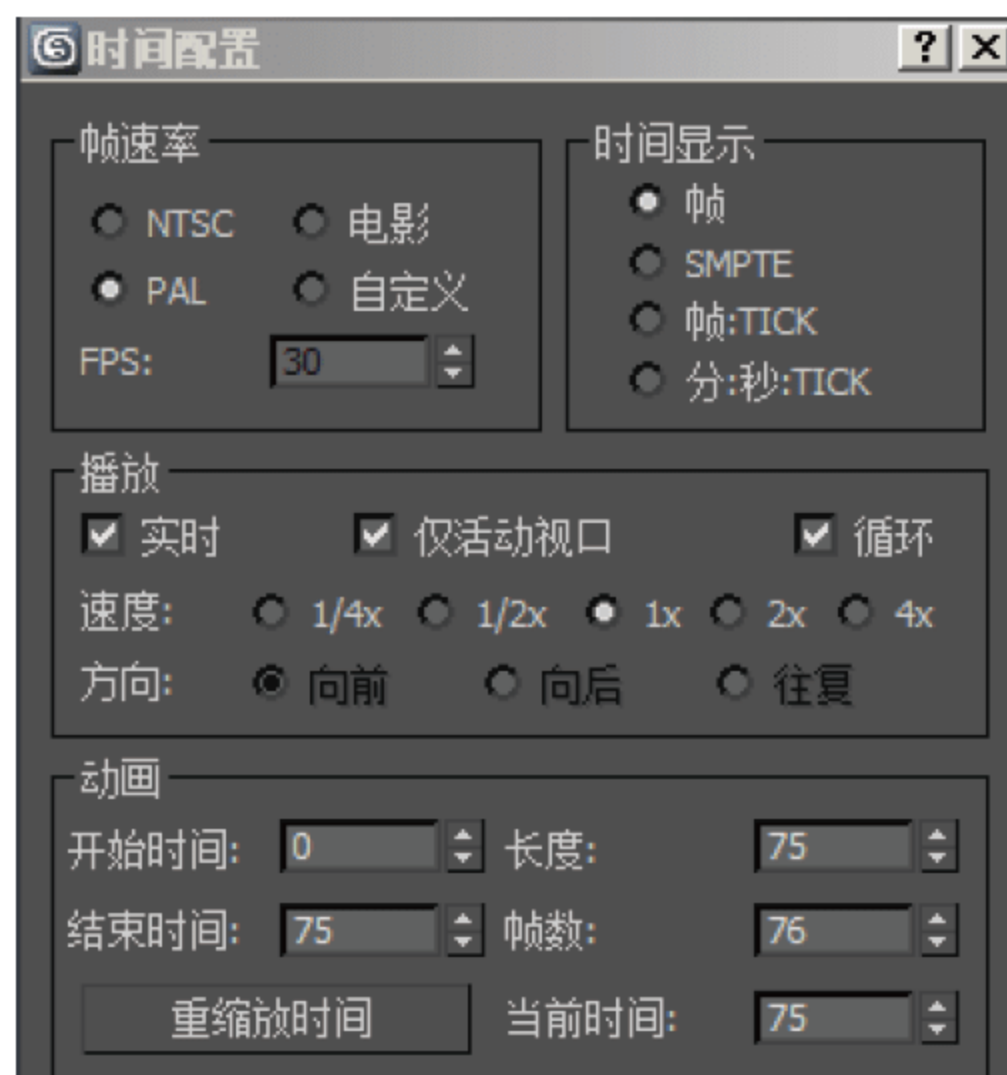 时间配置
帧速率
NTSC 电影
PAL 自定义
FPS: 30
时间显示
帧
SMPTE
帧:TICK
分:秒:TICK
播放
实时 仅活动视口 循环
速度: 1/4x 1/2x 1x 2x 4x
方向: 向前 向后 往复
动画
开始时间: 0 长度: 75
结束时间: 75 帧数: 76
重缩放时间 当前时间: 75